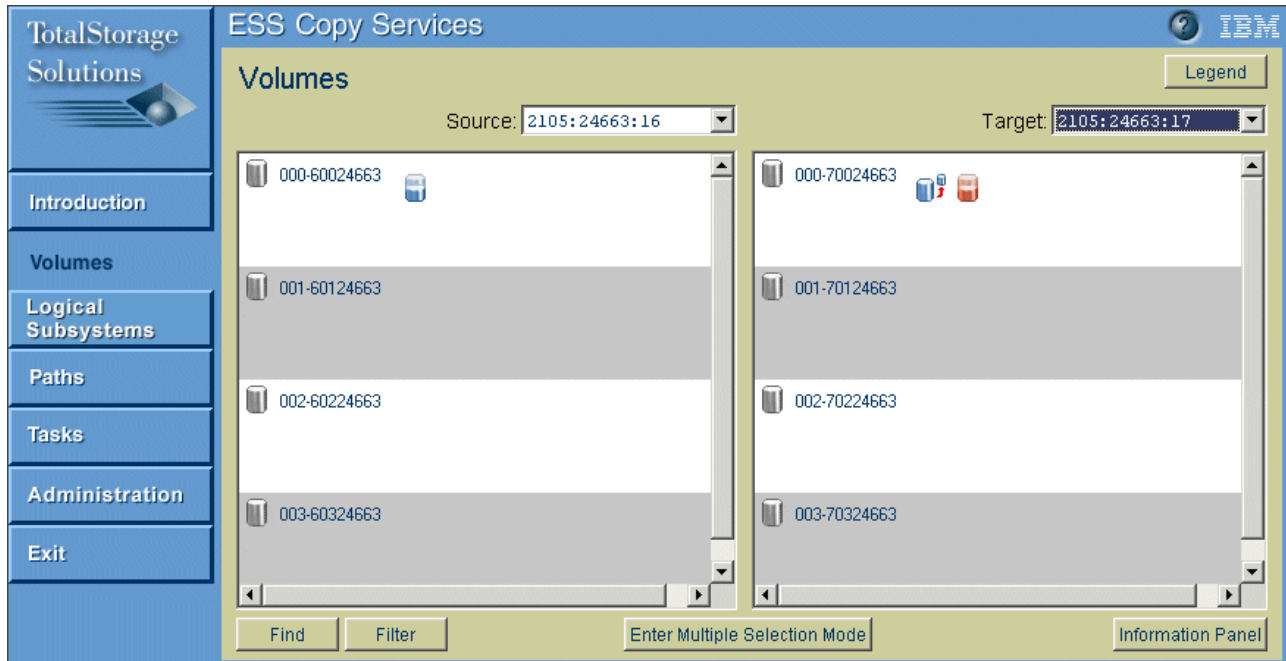 TotalStorage
Solutions
ESS Copy Services
? IBM
Introduction
Volumes
Logical
Subsystems
Paths
Tasks
Administration
Exit
Volumes
Legend
Source: 2105:24663:16
Target: 2105:24663:17
000-60024663
001-60124663
002-60224663
003-60324663
000-70024663
001-70124663
002-70224663
003-70324663
Find
Filter
Enter Multiple Selection Mode
Information Panel